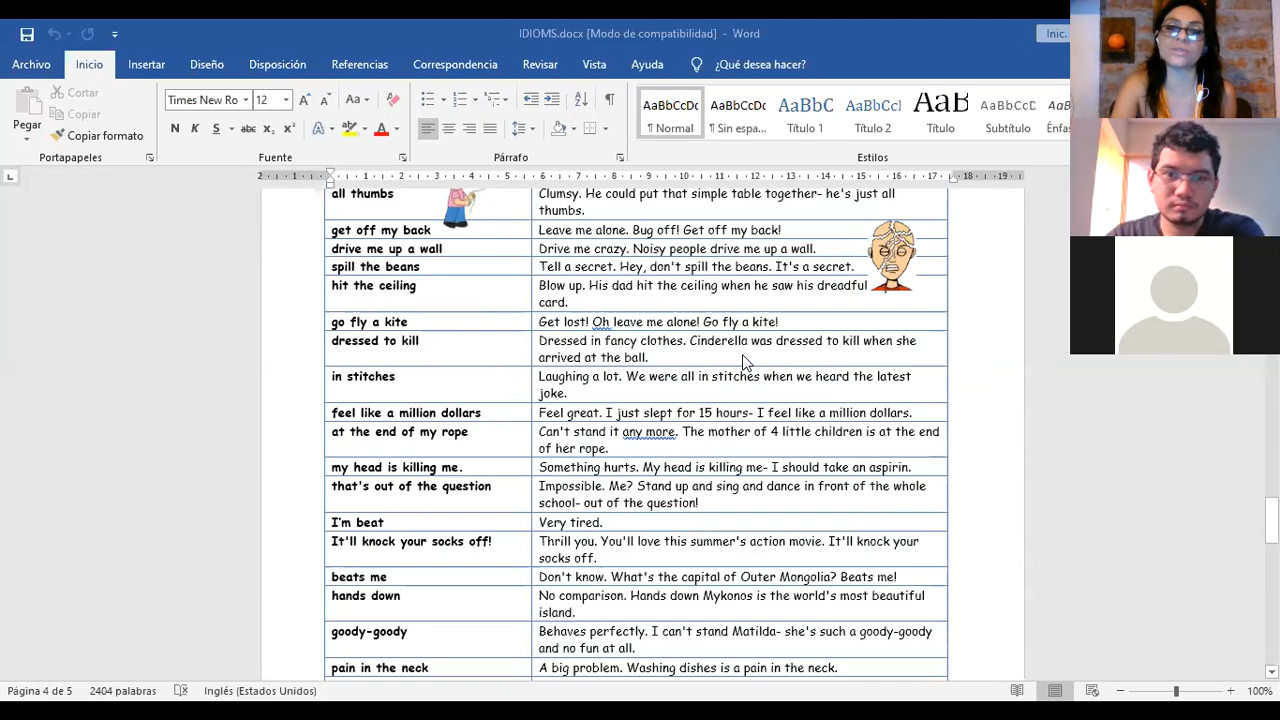 IDIOMS.docx [Modo de compatibilidad] - Word
Inic.
Archivo Inicio Insertar Diseño Disposición Referencias Correspondencia Revisar Vista Ayuda ¿Qué desea hacer?
Pegar
Cortar
Copiar
Copiar formato
Portapapeles
Times New Ro 12
Fuente
Párrafo
AaBbCcDc ¶ Normal
AaBbCcDc ¶ Sin espa...
AaBbC Título 1
AaBbCc Título 2
AaB Título
AaBbCcD Subtítulo
Estilos
all thumbs
Clumsy. He could put that simple table together- he's just all
thumbs.
get off my back
Leave me alone. Bug off! Get off my back!
drive me up a wall
Drive me crazy. Noisy people drive me up a wall.
spill the beans
Tell a secret. Hey, don't spill the beans. It's a secret.
hit the ceiling
Blow up. His dad hit the ceiling when he saw his dreadful
card.
go fly a kite
Get lost! Oh leave me alone! Go fly a kite!
dressed to kill
Dressed in fancy clothes. Cinderella was dressed to kill when she
arrived at the ball.
in stitches
Laughing a lot. We were all in stitches when we heard the latest
joke.
feel like a million dollars
Feel great. I just slept for 15 hours- I feel like a million dollars.
at the end of my rope
Can't stand it any more. The mother of 4 little children is at the end
of her rope.
my head is killing me.
Something hurts. My head is killing me- I should take an aspirin.
that's out of the question
Impossible. Me? Stand up and sing and dance in front of the whole
school- out of the question!
I'm beat
Very tired.
It'll knock your socks off!
Thrill you. You'll love this summer's action movie. It'll knock your
socks off.
beats me
Don't know. What's the capital of Outer Mongolia? Beats me!
hands down
No comparison. Hands down Mykonos is the world's most beautiful
island.
goody-goody
Behaves perfectly. I can't stand Matilda- she's such a goody-goody
and no fun at all.
pain in the neck
A big problem. Washing dishes is a pain in the neck.
Página 4 de 5 2404 palabras Inglés (Estados Unidos) 100%